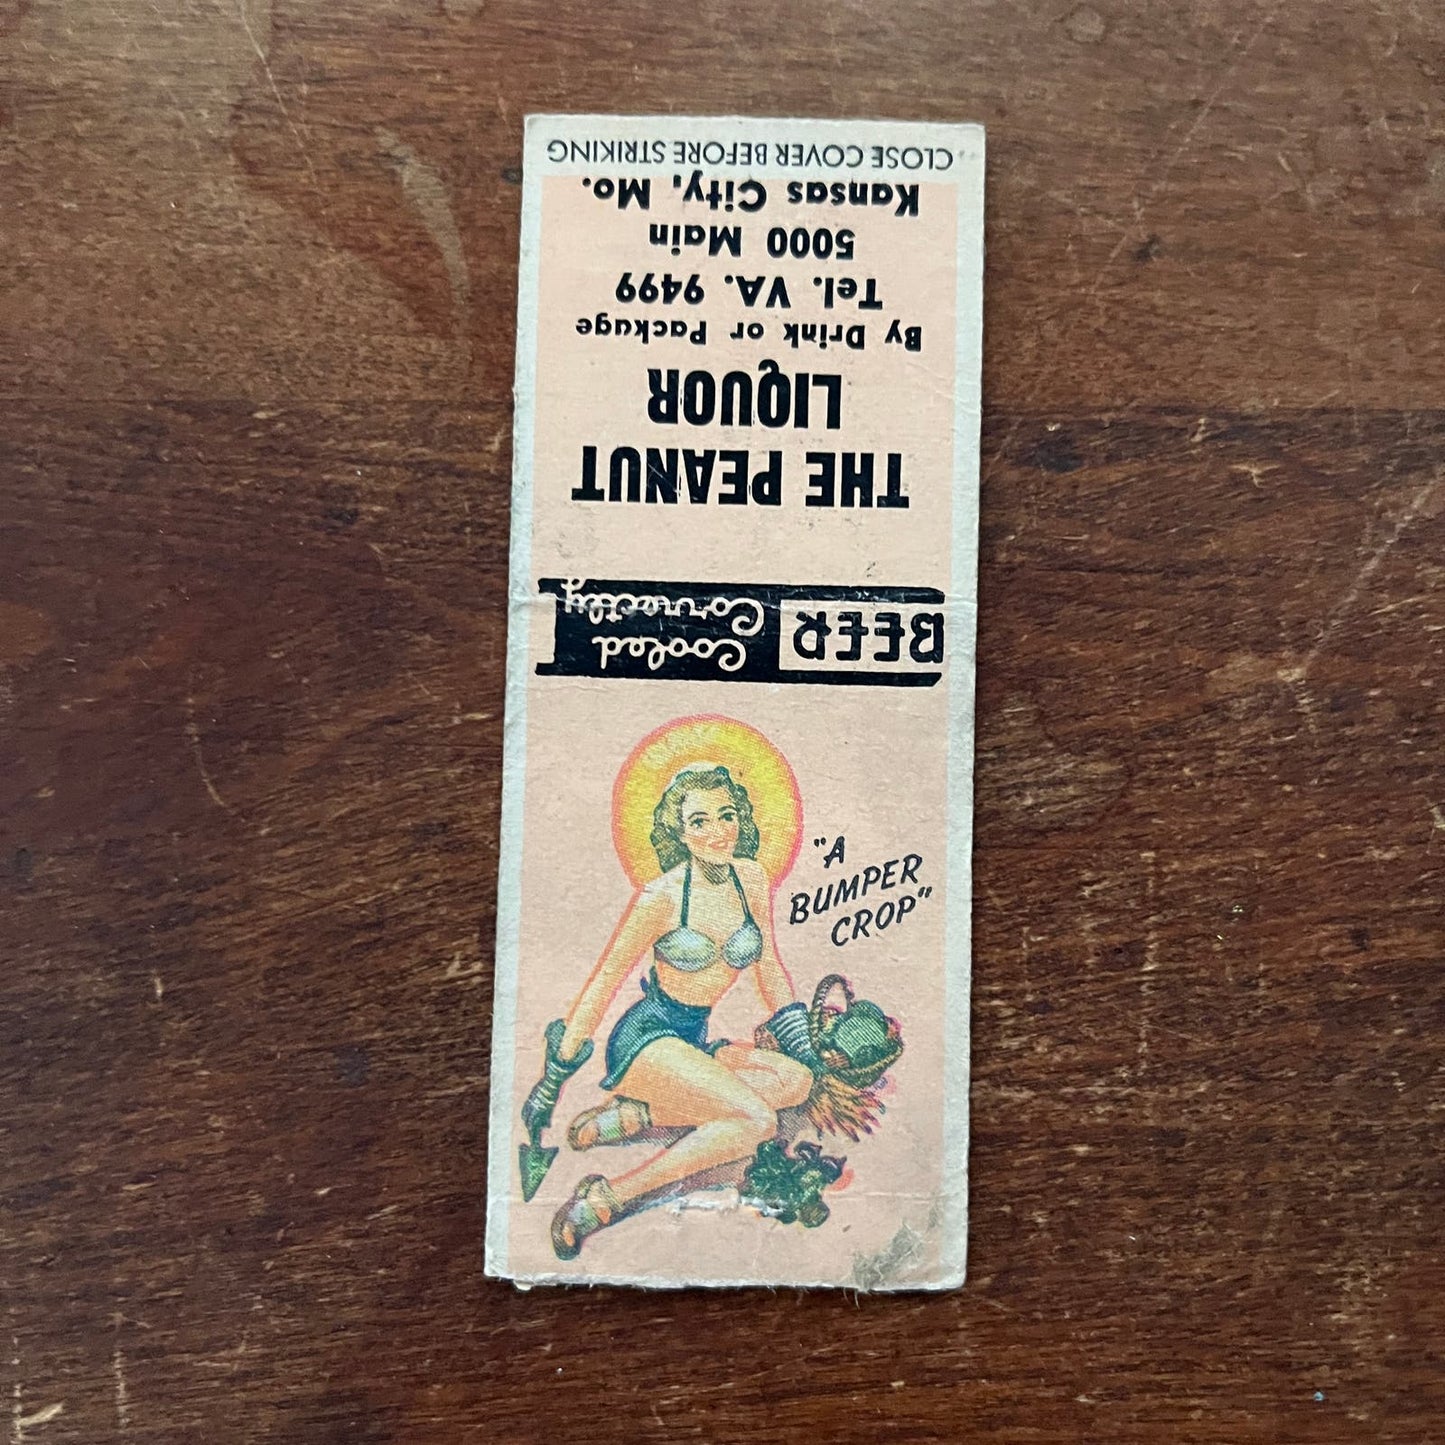 BEER Cooled
Correctly
THE PEANUT
LIQUOR
By Drink or Package
Tel. VA. 9499
5000 Main
Kansas City, Mo.
CLOSE COVER BEFORE STRIKING
"A
BUMPER
CROP"